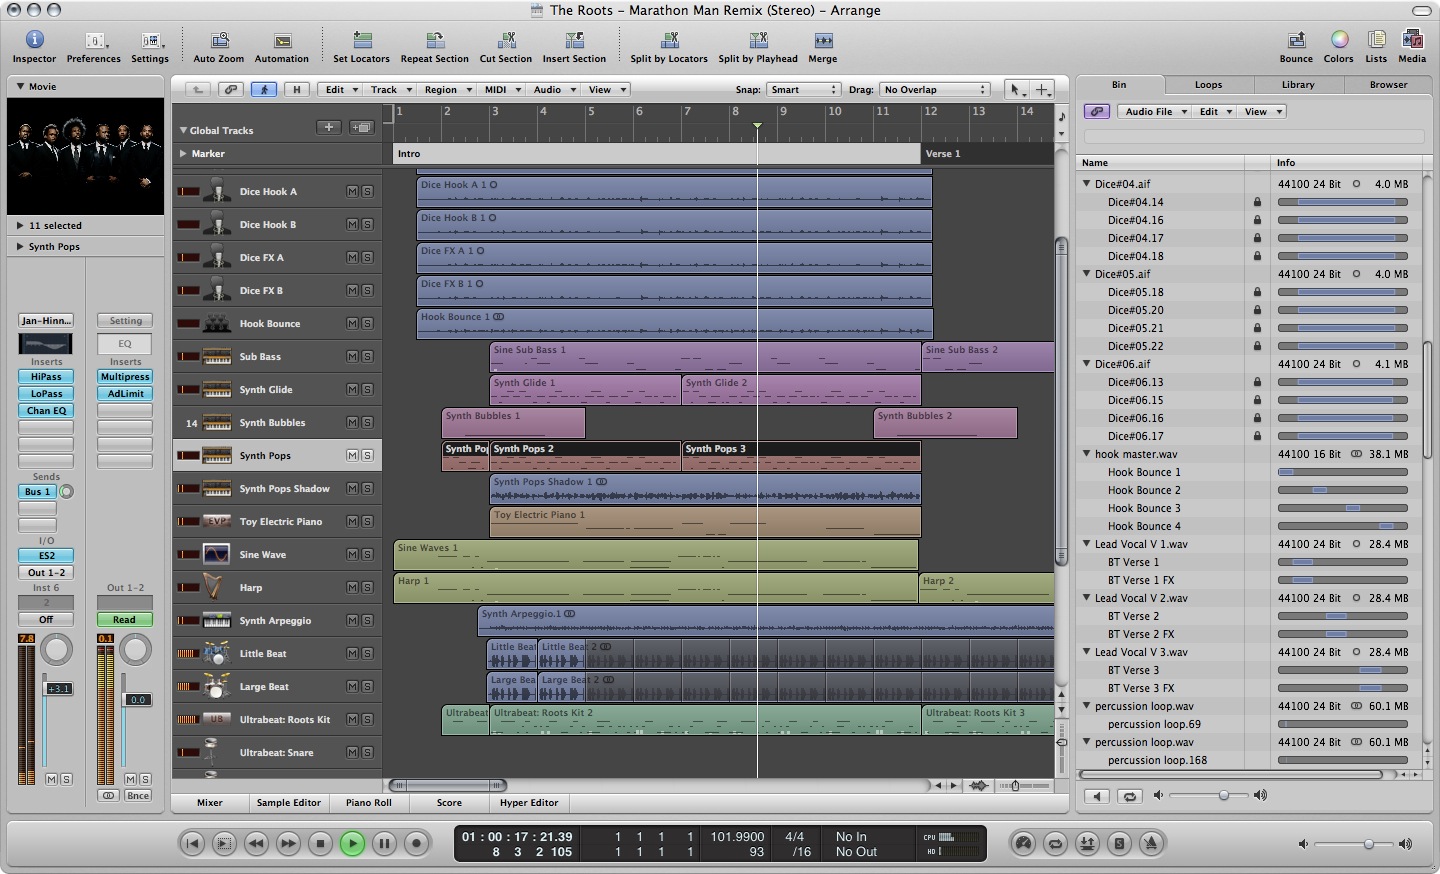 The Roots – Marathon Man Remix (Stereo) – Arrange
Inspector Preferences Settings Auto Zoom Automation Set Locators Repeat Section Cut Section Insert Section Split by Locators Split by Playhead Merge Bounce Colors Lists Media
Movie
11 selected
Synth Pops
Jan-Hinn... Setting
EQ
Inserts Inserts
HiPass Multipress
LoPass AdLimit
Chan EQ
Sends
Bus 1
I/O
ES2
Out 1-2
Inst 6 Out 1-2
2
Off Read
7.8 0.1
+3.1 0.0
M S M S
Bnce
H Edit Track Region MIDI Audio View Snap: Smart Drag: No Overlap
1 2 3 4 5 6 7 8 9 10 11 12 13 14
Global Tracks
Marker Intro Verse 1
Dice Hook A M S Dice Hook A 1
Dice Hook B M S Dice Hook B 1
Dice FX A M S Dice FX A 1
Dice FX B M S Dice FX B 1
Hook Bounce M S Hook Bounce 1
Sub Bass M S Sine Sub Bass 1 Sine Sub Bass 2
Synth Glide M S Synth Glide 1 Synth Glide 2
14 Synth Bubbles M S Synth Bubbles 1 Synth Bubbles 2
Synth Pops M S Synth Pop Synth Pops 2 Synth Pops 3
Synth Pops Shadow M S Synth Pops Shadow 1
EVP Toy Electric Piano M S Toy Electric Piano 1
Sine Wave M S Sine Waves 1
Harp M S Harp 1 Harp 2
Synth Arpeggio M S Synth Arpeggio.1
Little Beat M S Little Beat Little Beat 2
Large Beat M S Large Bea Large Beat 2
UB Ultrabeat: Roots Kit M S Ultrabeat Ultrabeat: Roots Kit 2 Ultrabeat: Roots Kit 3
Ultrabeat: Snare M S
Mixer Sample Editor Piano Roll Score Hyper Editor
Bin Loops Library Browser
Audio File Edit View
Name Info
Dice#04.aif 44100 24 Bit 4.0 MB
Dice#04.14
Dice#04.16
Dice#04.17
Dice#04.18
Dice#05.aif 44100 24 Bit 4.0 MB
Dice#05.18
Dice#05.20
Dice#05.21
Dice#05.22
Dice#06.aif 44100 24 Bit 4.1 MB
Dice#06.13
Dice#06.15
Dice#06.16
Dice#06.17
hook master.wav 44100 16 Bit 38.1 MB
Hook Bounce 1
Hook Bounce 2
Hook Bounce 3
Hook Bounce 4
Lead Vocal V 1.wav 44100 24 Bit 28.4 MB
BT Verse 1
BT Verse 1 FX
Lead Vocal V 2.wav 44100 24 Bit 28.4 MB
BT Verse 2
BT Verse 2 FX
Lead Vocal V 3.wav 44100 24 Bit 28.4 MB
BT Verse 3
BT Verse 3 FX
percussion loop.wav 44100 24 Bit 60.1 MB
percussion loop.69
percussion loop.wav 44100 24 Bit 60.1 MB
percussion loop.168
01 : 00 : 17 : 21.39 1 1 1 1 101.9900 4/4 No In CPU
8 3 2 105 1 1 1 1 93 /16 No Out HD
S